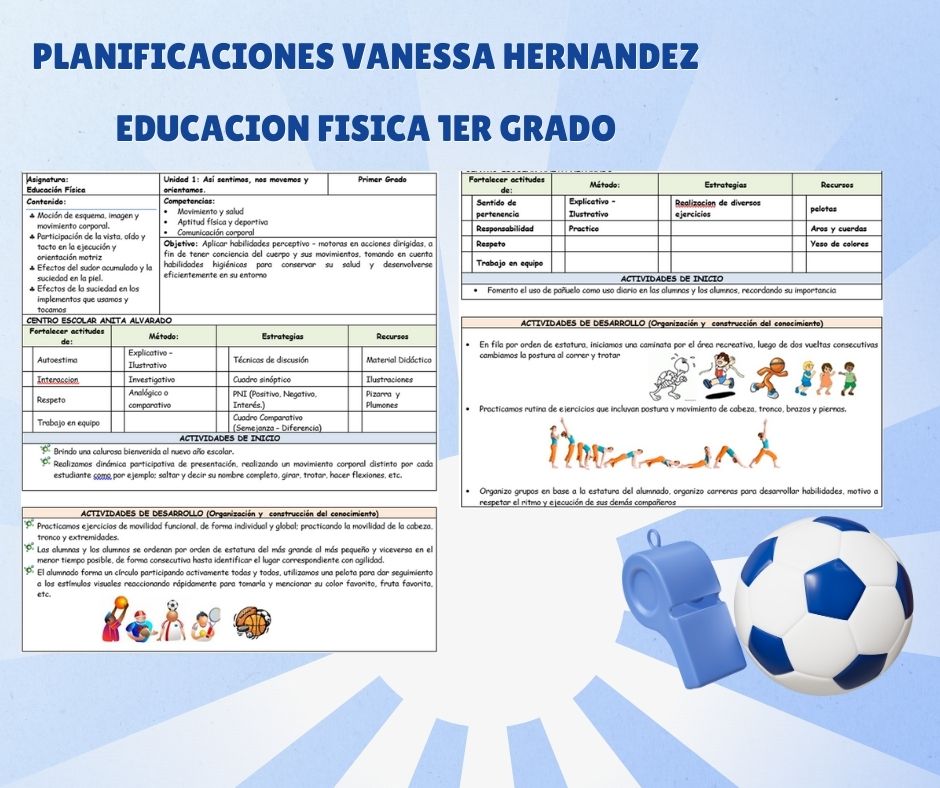 PLANIFICACIONES VANESSA HERNANDEZ
EDUCACION FISICA 1ER GRADO
Asignatura:
Educación Física
Unidad 1: Así sentimos, nos movemos y
orientamos.
Primer Grado
Contenido:
Moción de esquema, imagen y
movimiento corporal.
Participación de la vista, oído y
tacto en la ejecución y
orientación motriz
Efectos del sudor acumulado y la
suciedad en la piel.
Efectos de la suciedad en los
implementos que usamos y
tocamos
Competencias:
• Movimiento y salud
• Aptitud física y deportiva
• Comunicación corporal
Objetivo: Aplicar habilidades perceptivo – motoras en acciones dirigidas, a
fin de tener conciencia del cuerpo y sus movimientos, tomando en cuenta
habilidades higiénicas para conservar su salud y desenvolverse
eficientemente en su entorno
CENTRO ESCOLAR ANITA ALVARADO
Fortalecer actitudes
de:
Método:
Estrategias
Recursos
Autoestima
Explicativo –
Ilustrativo
Técnicas de discusión
Material Didáctico
Interaccion
Investigativo
Cuadro sinóptico
Ilustraciones
Respeto
Analógico o
comparativo
PNI (Positivo, Negativo,
Interés.)
Pizarra y
Plumones
Trabajo en equipo
Cuadro Comparativo
(Semejanza – Diferencia)
ACTIVIDADES DE INICIO
Brindo una calurosa bienvenida al nuevo año escolar.
Realizamos dinámica participativa de presentación, realizando un movimiento corporal distinto por cada
estudiante como por ejemplo; saltar y decir su nombre completo, girar, trotar, hacer flexiones, etc.
ACTIVIDADES DE DESARROLLO (Organización y construcción del conocimiento)
Practicamos ejercicios de movilidad funcional, de forma individual y global; practicando la movilidad de la cabeza,
tronco y extremidades.
Las alumnas y los alumnos se ordenan por orden de estatura del más grande al más pequeño y viceversa en el
menor tiempo posible, de forma consecutiva hasta identificar el lugar correspondiente con agilidad.
El alumnado forma un círculo participando activamente todas y todos, utilizamos una pelota para dar seguimiento
a los estímulos visuales reaccionando rápidamente para tomarla y mencionar su color favorito, fruta favorita,
etc.
Fortalecer actitudes
de:
Método:
Estrategias
Recursos
Sentido de
pertenencia
Explicativo –
Ilustrativo
Realizacion de diversos
ejercicios
pelotas
Responsabilidad
Practico
Aros y cuerdas
Respeto
Yeso de colores
Trabajo en equipo
ACTIVIDADES DE INICIO
• Fomento el uso de pañuelo como uso diario en las alumnas y los alumnos, recordando su importancia
ACTIVIDADES DE DESARROLLO (Organización y construcción del conocimiento)
• En fila por orden de estatura, iniciamos una caminata por el área recreativa, luego de dos vueltas consecutivas
cambiamos la postura al correr y trotar
• Practicamos rutina de ejercicios que incluyan postura y movimiento de cabeza, tronco, brazos y piernas.
• Organizo grupos en base a la estatura del alumnado, organizo carreras para desarrollar habilidades, motivo a
respetar el ritmo y ejecución de sus demás compañeros